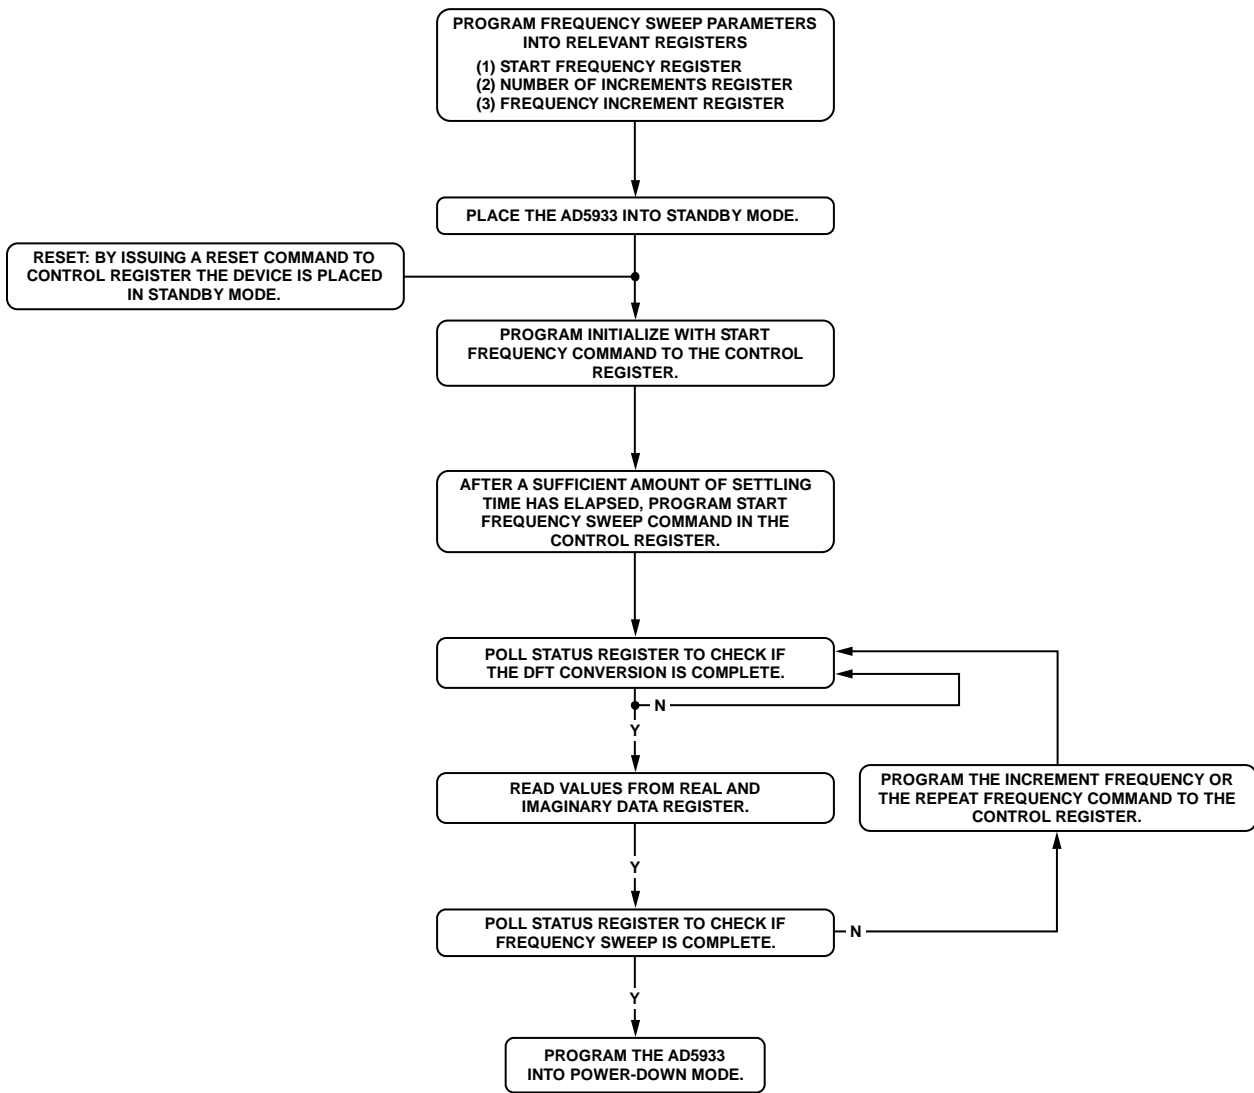 PROGRAM FREQUENCY SWEEP PARAMETERS
INTO RELEVANT REGISTERS
(1) START FREQUENCY REGISTER
(2) NUMBER OF INCREMENTS REGISTER
(3) FREQUENCY INCREMENT REGISTER
PLACE THE AD5933 INTO STANDBY MODE.
RESET: BY ISSUING A RESET COMMAND TO
CONTROL REGISTER THE DEVICE IS PLACED
IN STANDBY MODE.
PROGRAM INITIALIZE WITH START
FREQUENCY COMMAND TO THE CONTROL
REGISTER.
AFTER A SUFFICIENT AMOUNT OF SETTLING
TIME HAS ELAPSED, PROGRAM START
FREQUENCY SWEEP COMMAND IN THE
CONTROL REGISTER.
POLL STATUS REGISTER TO CHECK IF
THE DFT CONVERSION IS COMPLETE.
N
Y
READ VALUES FROM REAL AND
IMAGINARY DATA REGISTER.
PROGRAM THE INCREMENT FREQUENCY OR
THE REPEAT FREQUENCY COMMAND TO THE
CONTROL REGISTER.
Y
POLL STATUS REGISTER TO CHECK IF
FREQUENCY SWEEP IS COMPLETE.
N
Y
PROGRAM THE AD5933
INTO POWER-DOWN MODE.